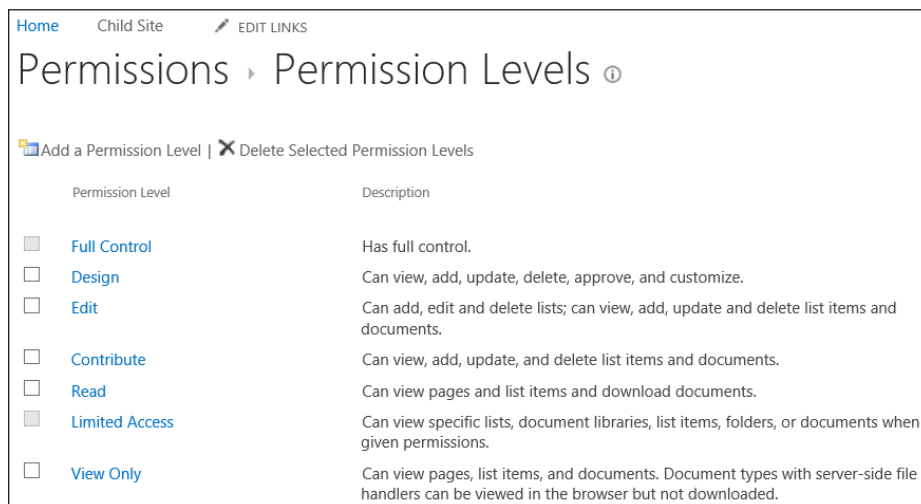 Home Child Site EDIT LINKS
Permissions Permission Levels
Add a Permission Level | Delete Selected Permission Levels
Permission Level Description
Full Control Has full control.
Design Can view, add, update, delete, approve, and customize.
Edit Can add, edit and delete lists; can view, add, update and delete list items and
documents.
Contribute Can view, add, update, and delete list items and documents.
Read Can view pages and list items and download documents.
Limited Access Can view specific lists, document libraries, list items, folders, or documents when
given permissions.
View Only Can view pages, list items, and documents. Document types with server-side file
handlers can be viewed in the browser but not downloaded.